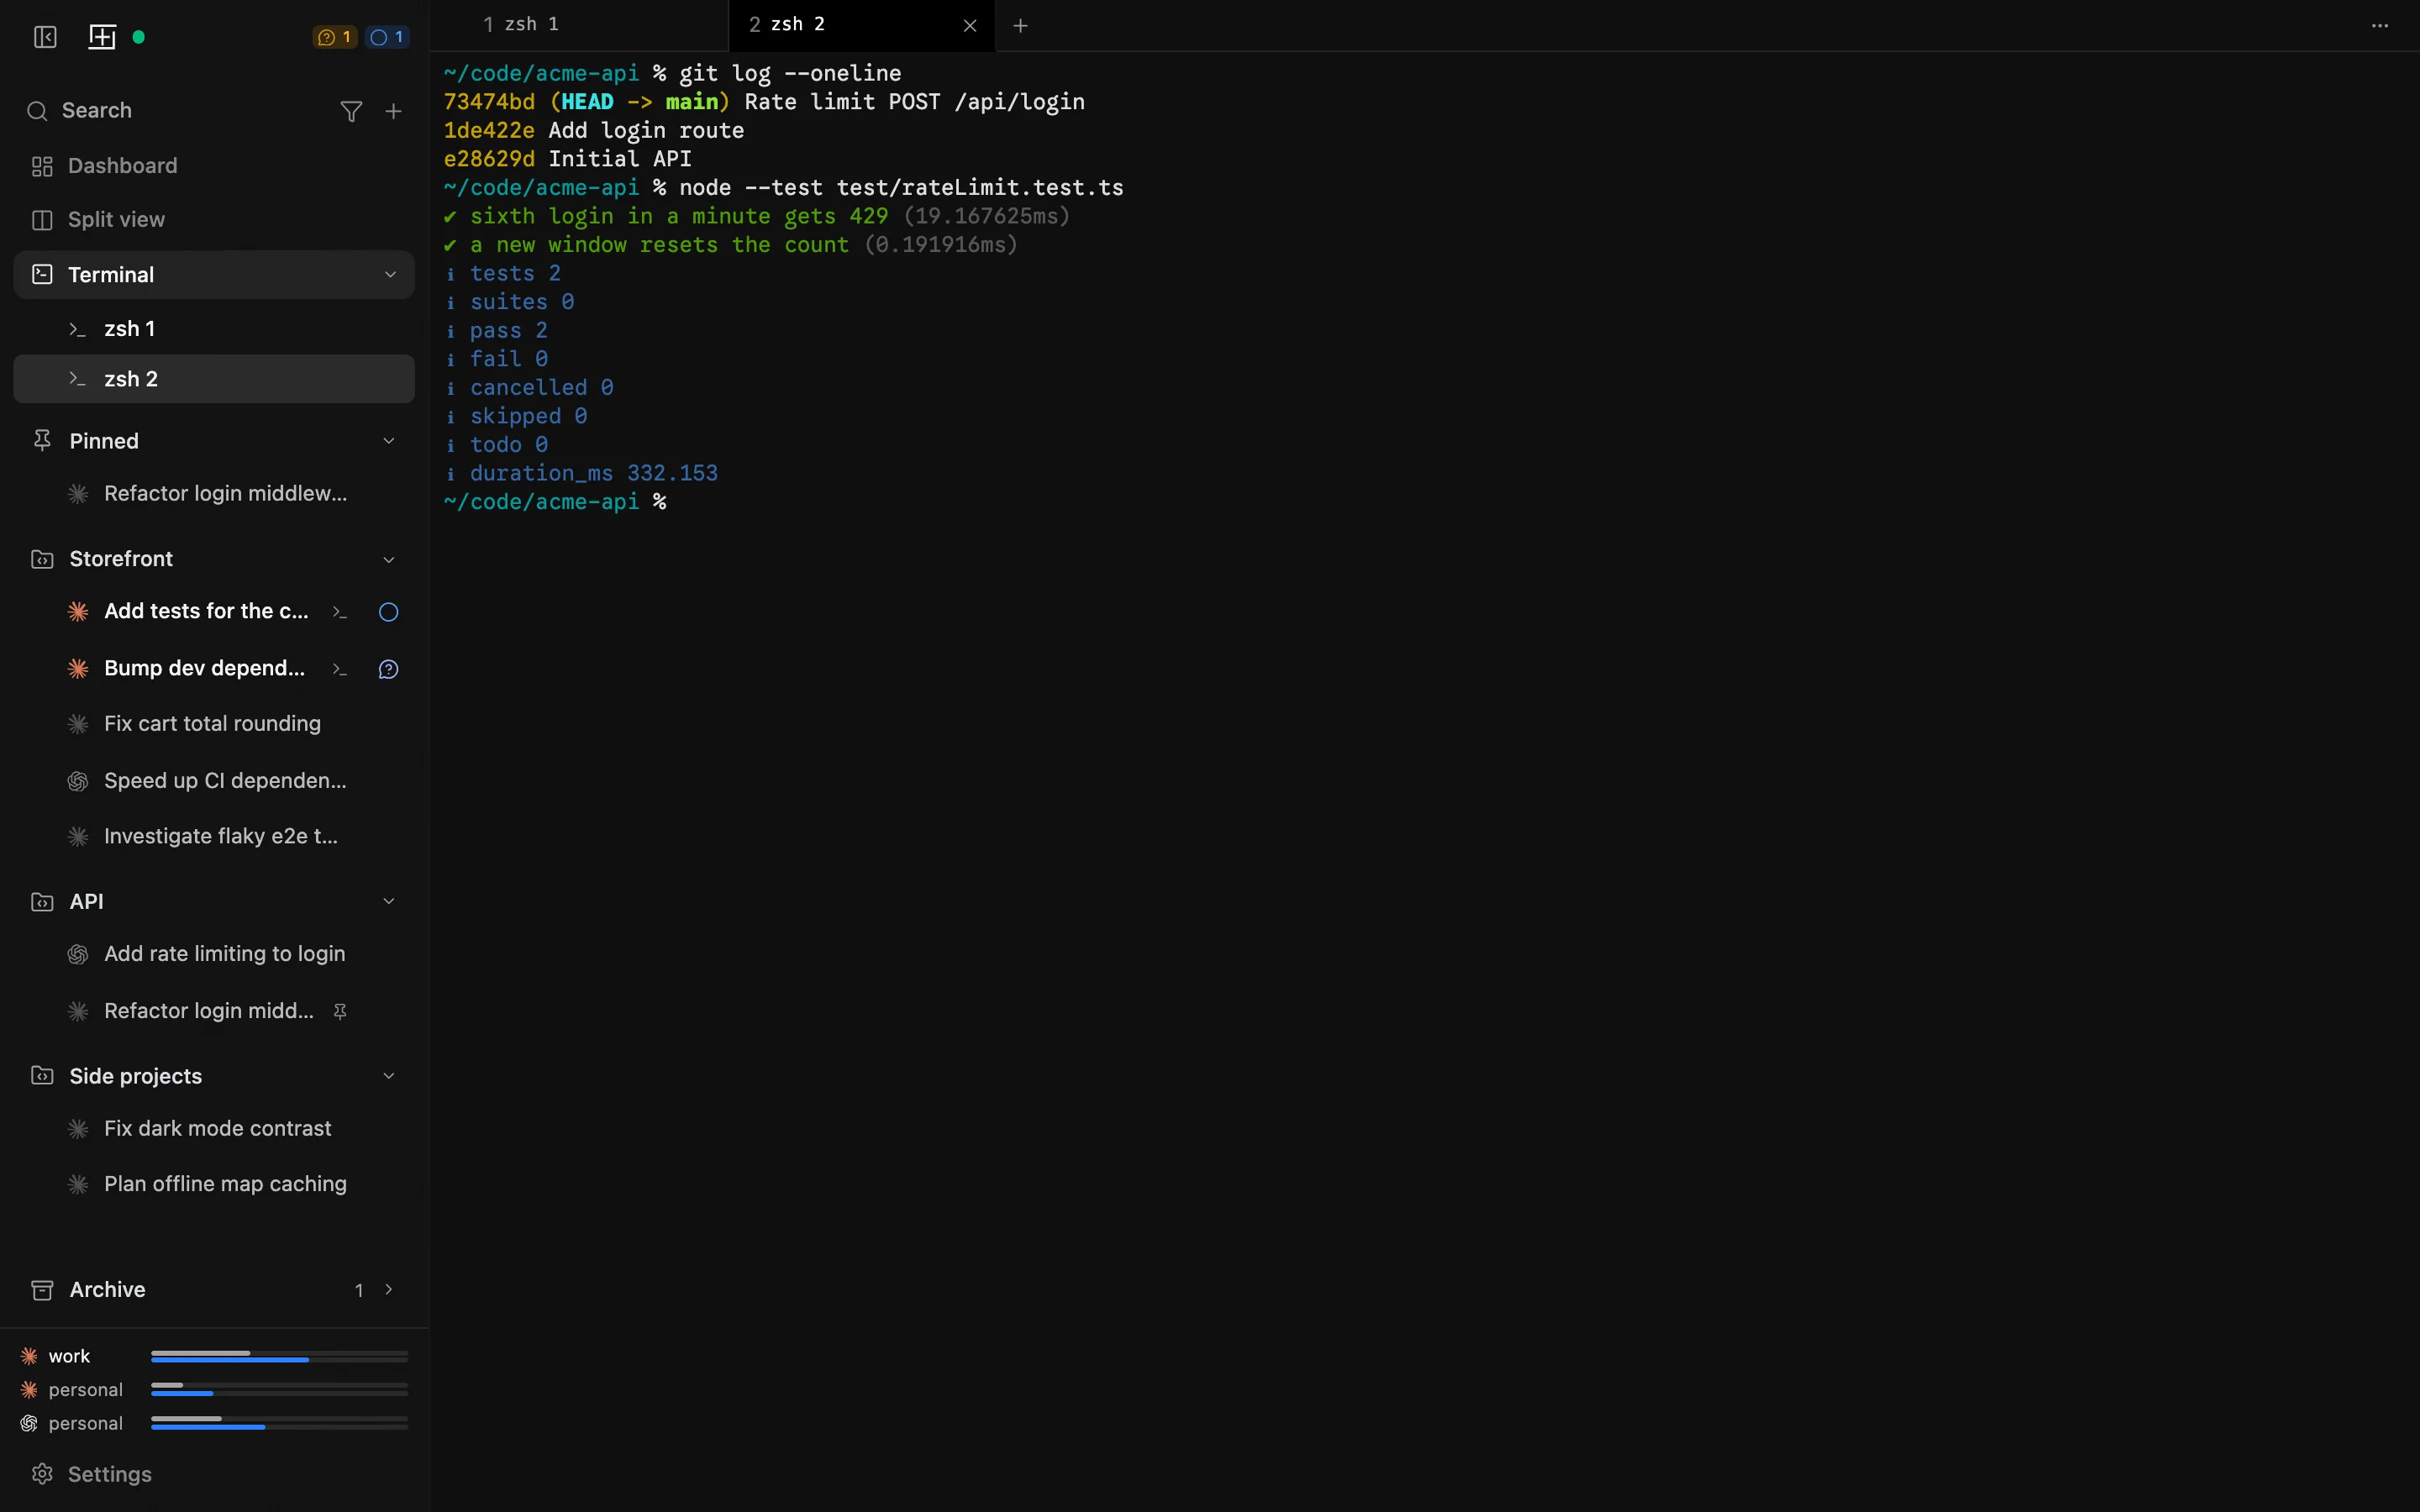 1 1
Search
Dashboard
Split view
Terminal
zsh 1
zsh 2
Pinned
Refactor login middlew...
Storefront
Add tests for the c...
Bump dev depend...
Fix cart total rounding
Speed up CI dependen...
Investigate flaky e2e t...
API
Add rate limiting to login
Refactor login midd...
Side projects
Fix dark mode contrast
Plan offline map caching
Archive 1
work
personal
personal
Settings
1 zsh 1 2 zsh 2
~/code/acme-api % git log --oneline
73474bd (HEAD -> main) Rate limit POST /api/login
1de422e Add login route
e28629d Initial API
~/code/acme-api % node --test test/rateLimit.test.ts
✔ sixth login in a minute gets 429 (19.167625ms)
✔ a new window resets the count (0.191916ms)
ℹ tests 2
ℹ suites 0
ℹ pass 2
ℹ fail 0
ℹ cancelled 0
ℹ skipped 0
ℹ todo 0
ℹ duration_ms 332.153
~/code/acme-api %